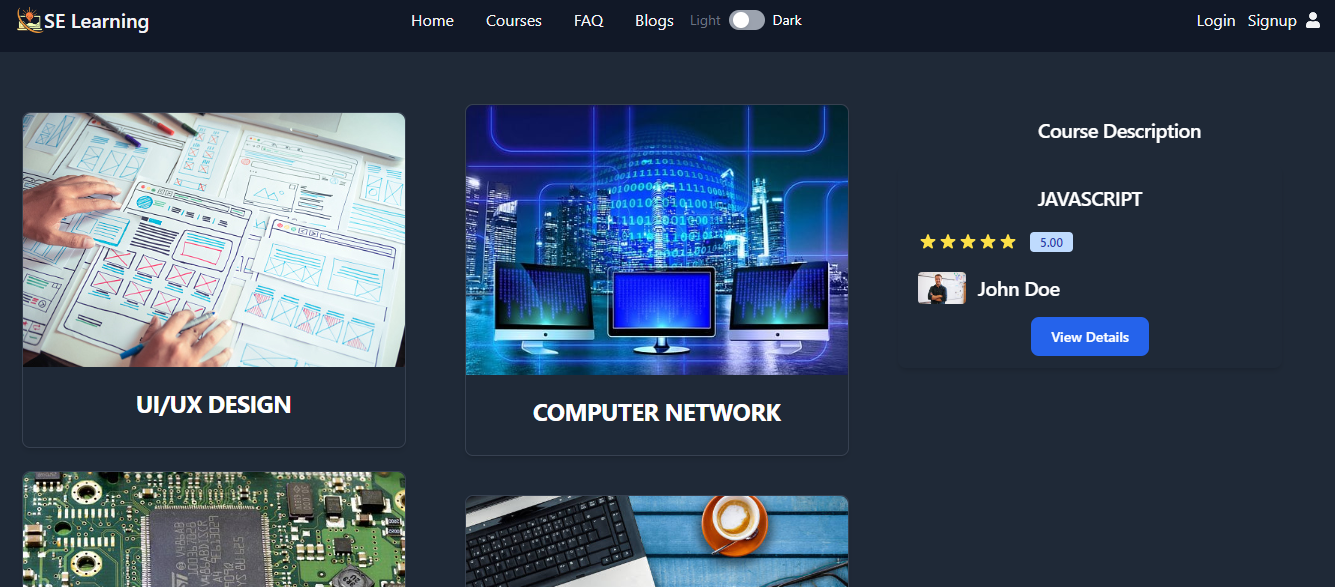 SE Learning
Home Courses FAQ Blogs Light Dark
Login Signup
UI/UX DESIGN
COMPUTER NETWORK
Course Description
JAVASCRIPT
5.00
John Doe
View Details